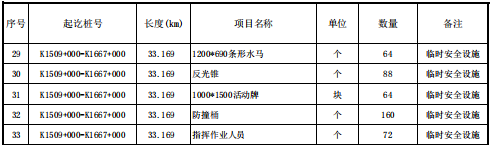 序号 起讫桩号 长度(km) 项目名称 单位 数量 备注
29 K1509+000-K1667+000 33.169 1200*690条形水马 个 64 临时安全设施
30 K1509+000-K1667+000 33.169 反光锥 个 88 临时安全设施
31 K1509+000-K1667+000 33.169 1000*1500活动牌 块 64 临时安全设施
32 K1509+000-K1667+000 33.169 防撞桶 个 160 临时安全设施
33 K1509+000-K1667+000 33.169 指挥作业人员 个 72 临时安全设施